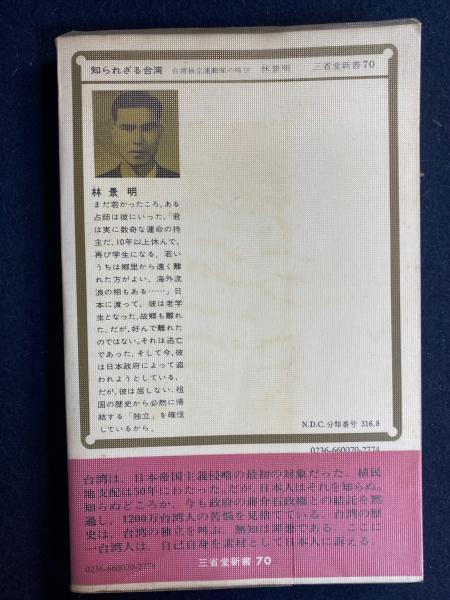 知られざる台湾 台湾独立運動家の叫び 林景明 三省堂新書70
林 景 明
まだ若かったころ、ある
占師は彼にいった、「君
は実に数奇な運命の持
主だ、10年以上休んで、
再び学生になる。若い
うちは郷里から遠く離
れた方がよい、海外流
浪の相もある……」日
本に渡って、彼は老学
生となった。故郷も離れ
た。だが、好んで離れた
のではない。それは逃亡
であった。そして今、彼
は日本政府によって追
われようとしている。
だが、彼は屈しない。祖
国の歴史から必然に帰
結する「独立」を確信
しているから。
N.D.C.分類番号 316.8
0236-660070-2774
台湾は、日本帝国主義侵略の最初の対象だった。植民
地支配は50年にわたった。だが、日本人はそれを知らぬ。
知らぬどころか、今も政府の蔣介石政権との結託を黙
過し、1200万台湾人の苦悩を見捨てている。台湾の歴
史は、台湾の独立を叫ぶ。無知は罪悪である。ここに
一台湾人は、自己自身を素材として日本人に訴える。
0236-660070-2774
三省堂新書 70